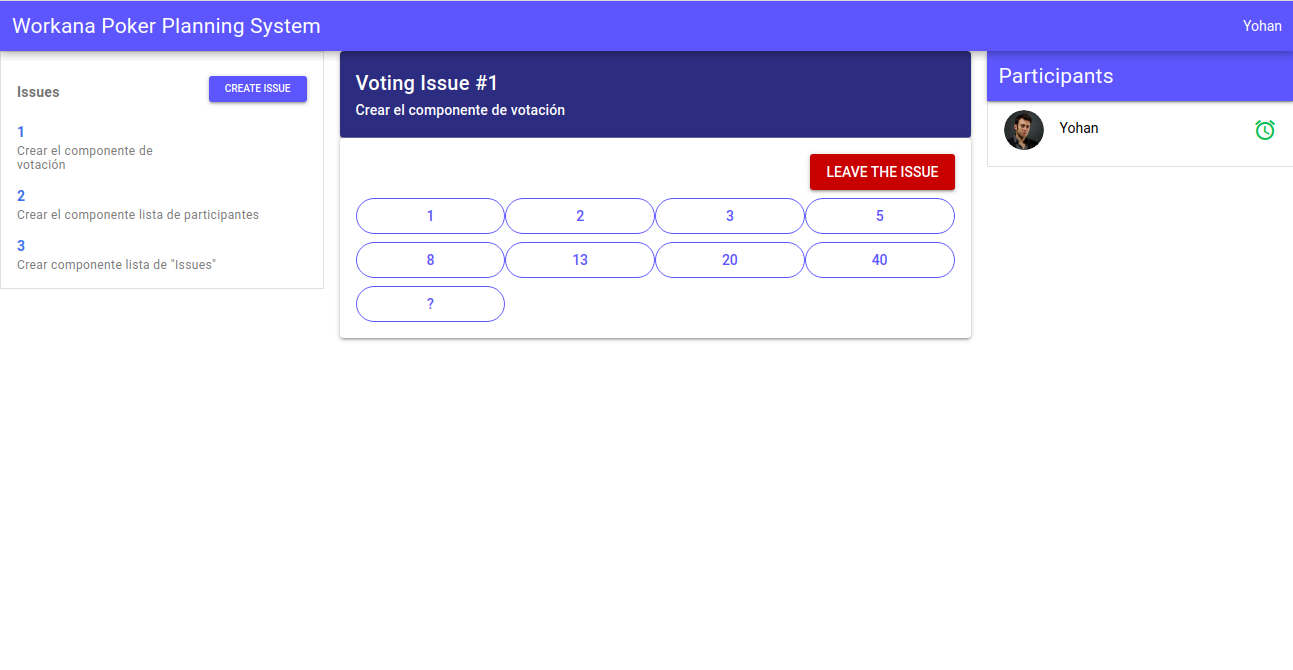 Workana Poker Planning System
Yohan
Issues
CREATE ISSUE
1
Crear el componente de
votación
2
Crear el componente lista de participantes
3
Crear componente lista de "Issues"
Voting Issue #1
Crear el componente de votación
LEAVE THE ISSUE
1 2 3 5
8 13 20 40
?
Participants
Yohan